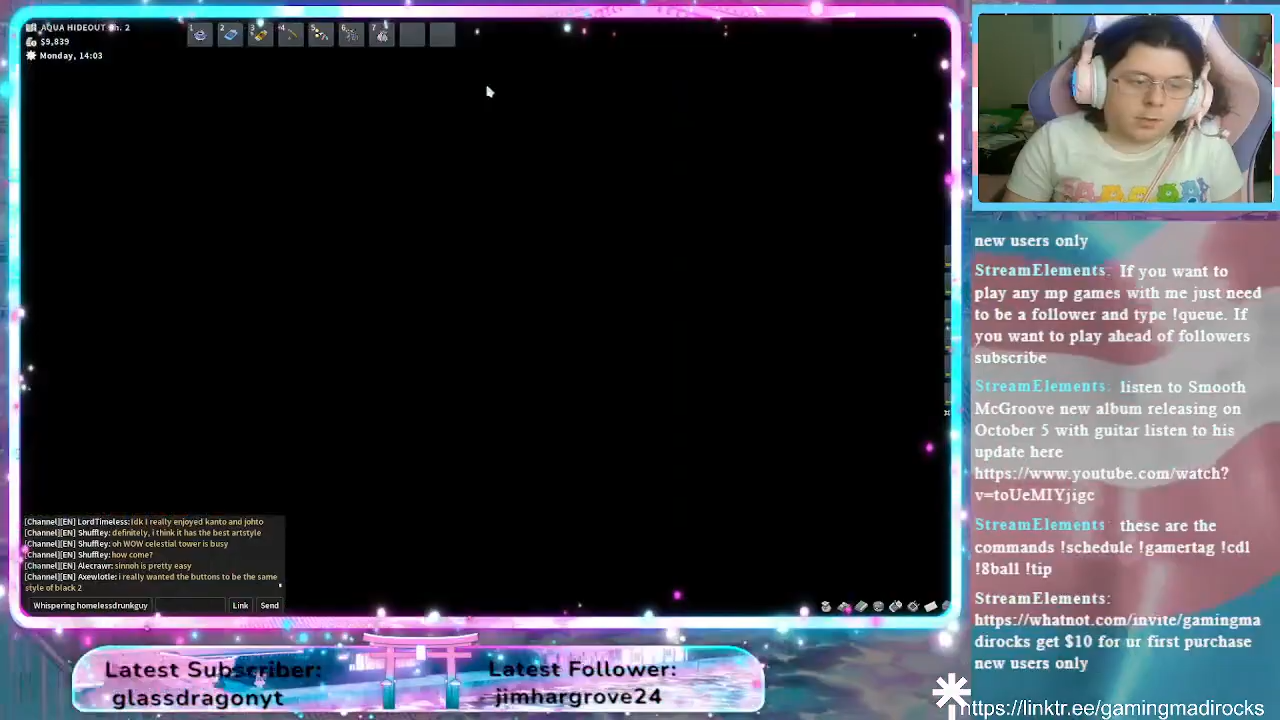 AQUA HIDEOUT Ch. 2
$9,839
Monday, 14:03
1 2 3 4 5 6 7
[Channel][EN] LordTimeless: Idk I really enjoyed kanto and johto
[Channel][EN] Shuffley: definitely, i think it has the best artstyle
[Channel][EN] Shuffley: oh WOW celestial tower is busy
[Channel][EN] Shuffley: how come?
[Channel][EN] Alecrawr: sinnoh is pretty easy
[Channel][EN] Axewlotle: i really wanted the buttons to be the same
style of black 2
Whispering homelessdrunkguy Link Send
new users only
StreamElements: If you want to
play any mp games with me just need
to be a follower and type !queue. If
you want to play ahead of followers
subscribe
StreamElements: listen to Smooth
McGroove new album releasing on
October 5 with guitar listen to his
update here
https://www.youtube.com/watch?
v=toUeMIYjigc
StreamElements: these are the
commands !schedule !gamertag !cdl
!8ball !tip
StreamElements:
https://whatnot.com/invite/gamingma
dirocks get $10 for ur first purchase
new users only
Latest Subscriber:
glassdragonyt
Latest Follower:
jimhargrove24
https://linktr.ee/gamingmadirocks